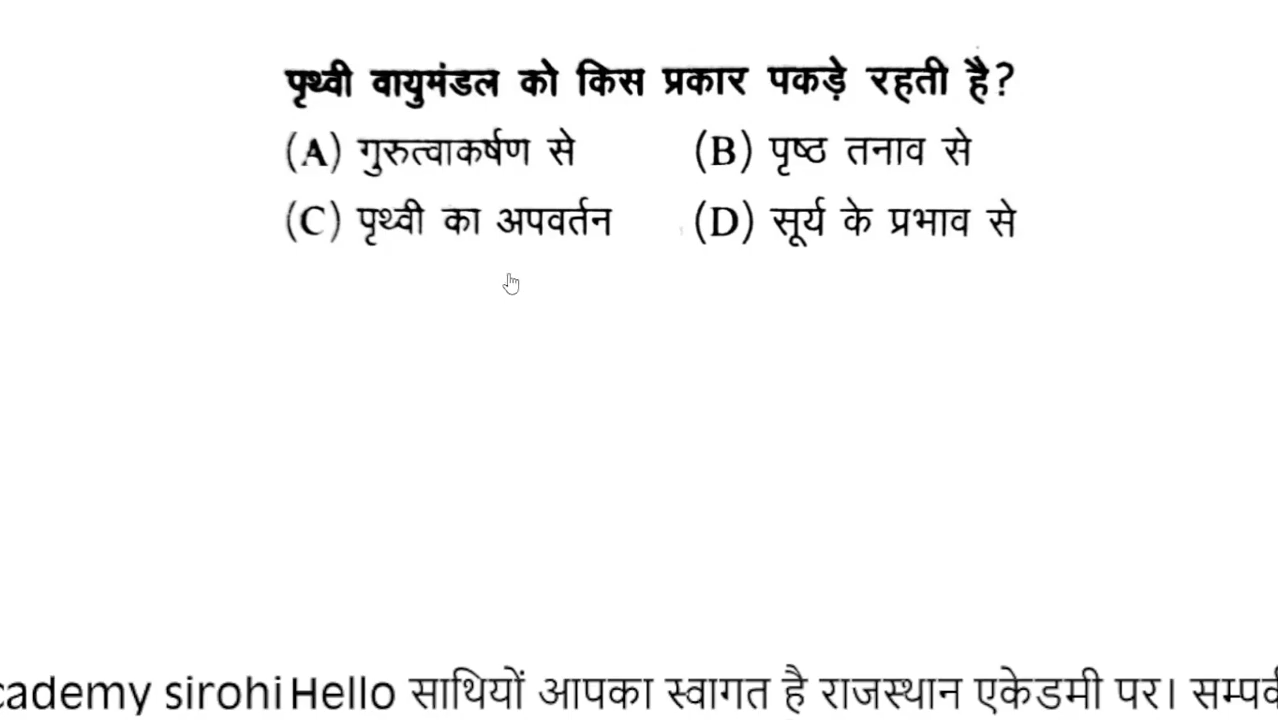 पृथ्वी वायुमंडल को किस प्रकार पकड़े रहती है?
(A) गुरुत्वाकर्षण से (B) पृष्ठ तनाव से
(C) पृथ्वी का अपवर्तन (D) सूर्य के प्रभाव से
cademy sirohi Hello साथियों आपका स्वागत है राजस्थान एकेडमी पर।